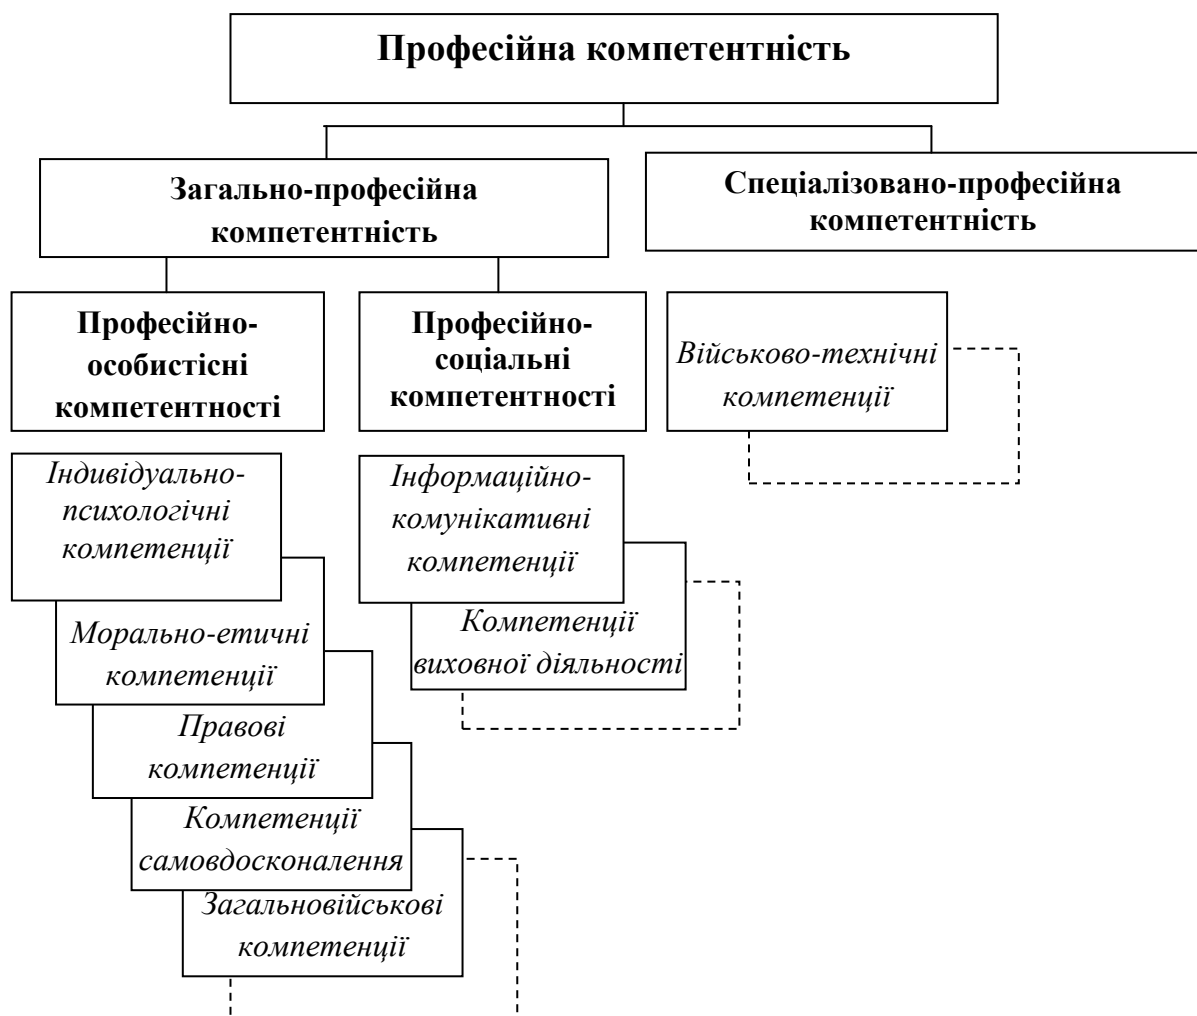 Професійна компетентність
Загально-професійна
компетентність
Спеціалізовано-професійна
компетентність
Професійно-
особистісні
компетентності
Професійно-
соціальні
компетентності
Військово-технічні
компетенції
Індивідуально-
психологічні
компетенції
Морально-етичні
компетенції
Правові
компетенції
Компетенції
самовдосконалення
Загальновійськові
компетенції
Інформаційно-
комунікативні
компетенції
Компетенції
виховної діяльності